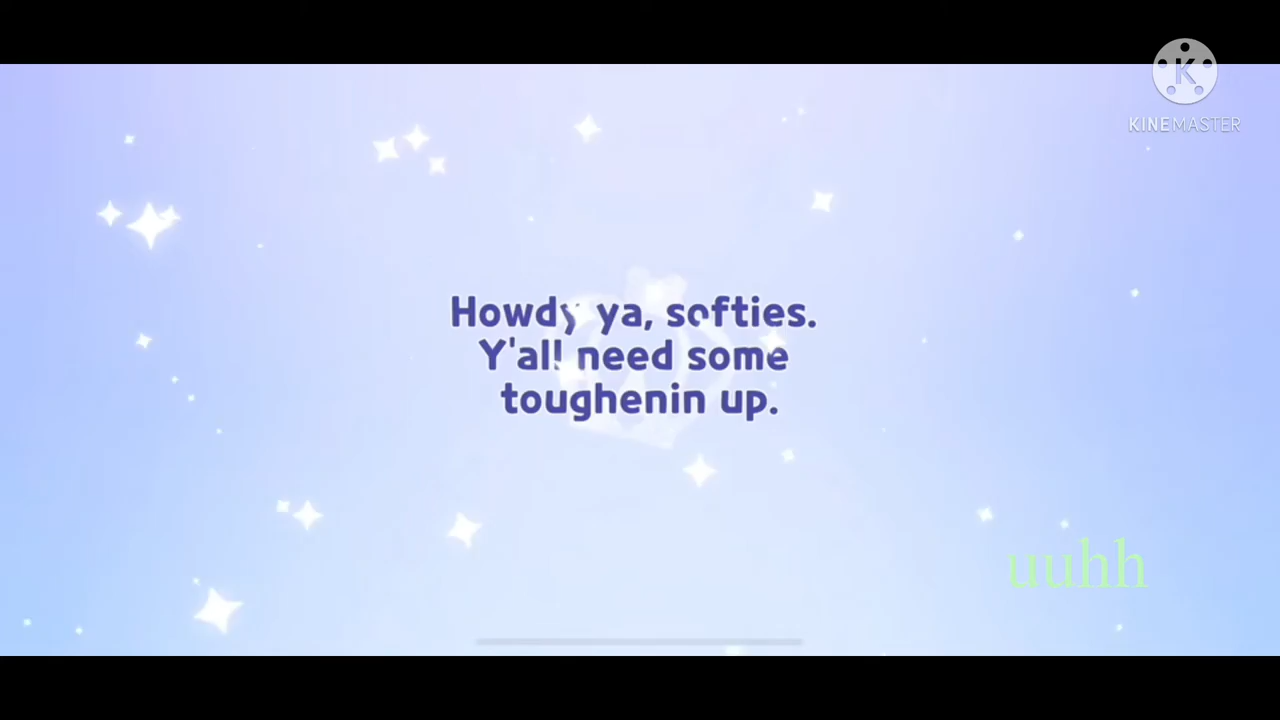 KINEMASTER
Howdy ya, softies.
Y'all need some
toughenin up.
uuhh